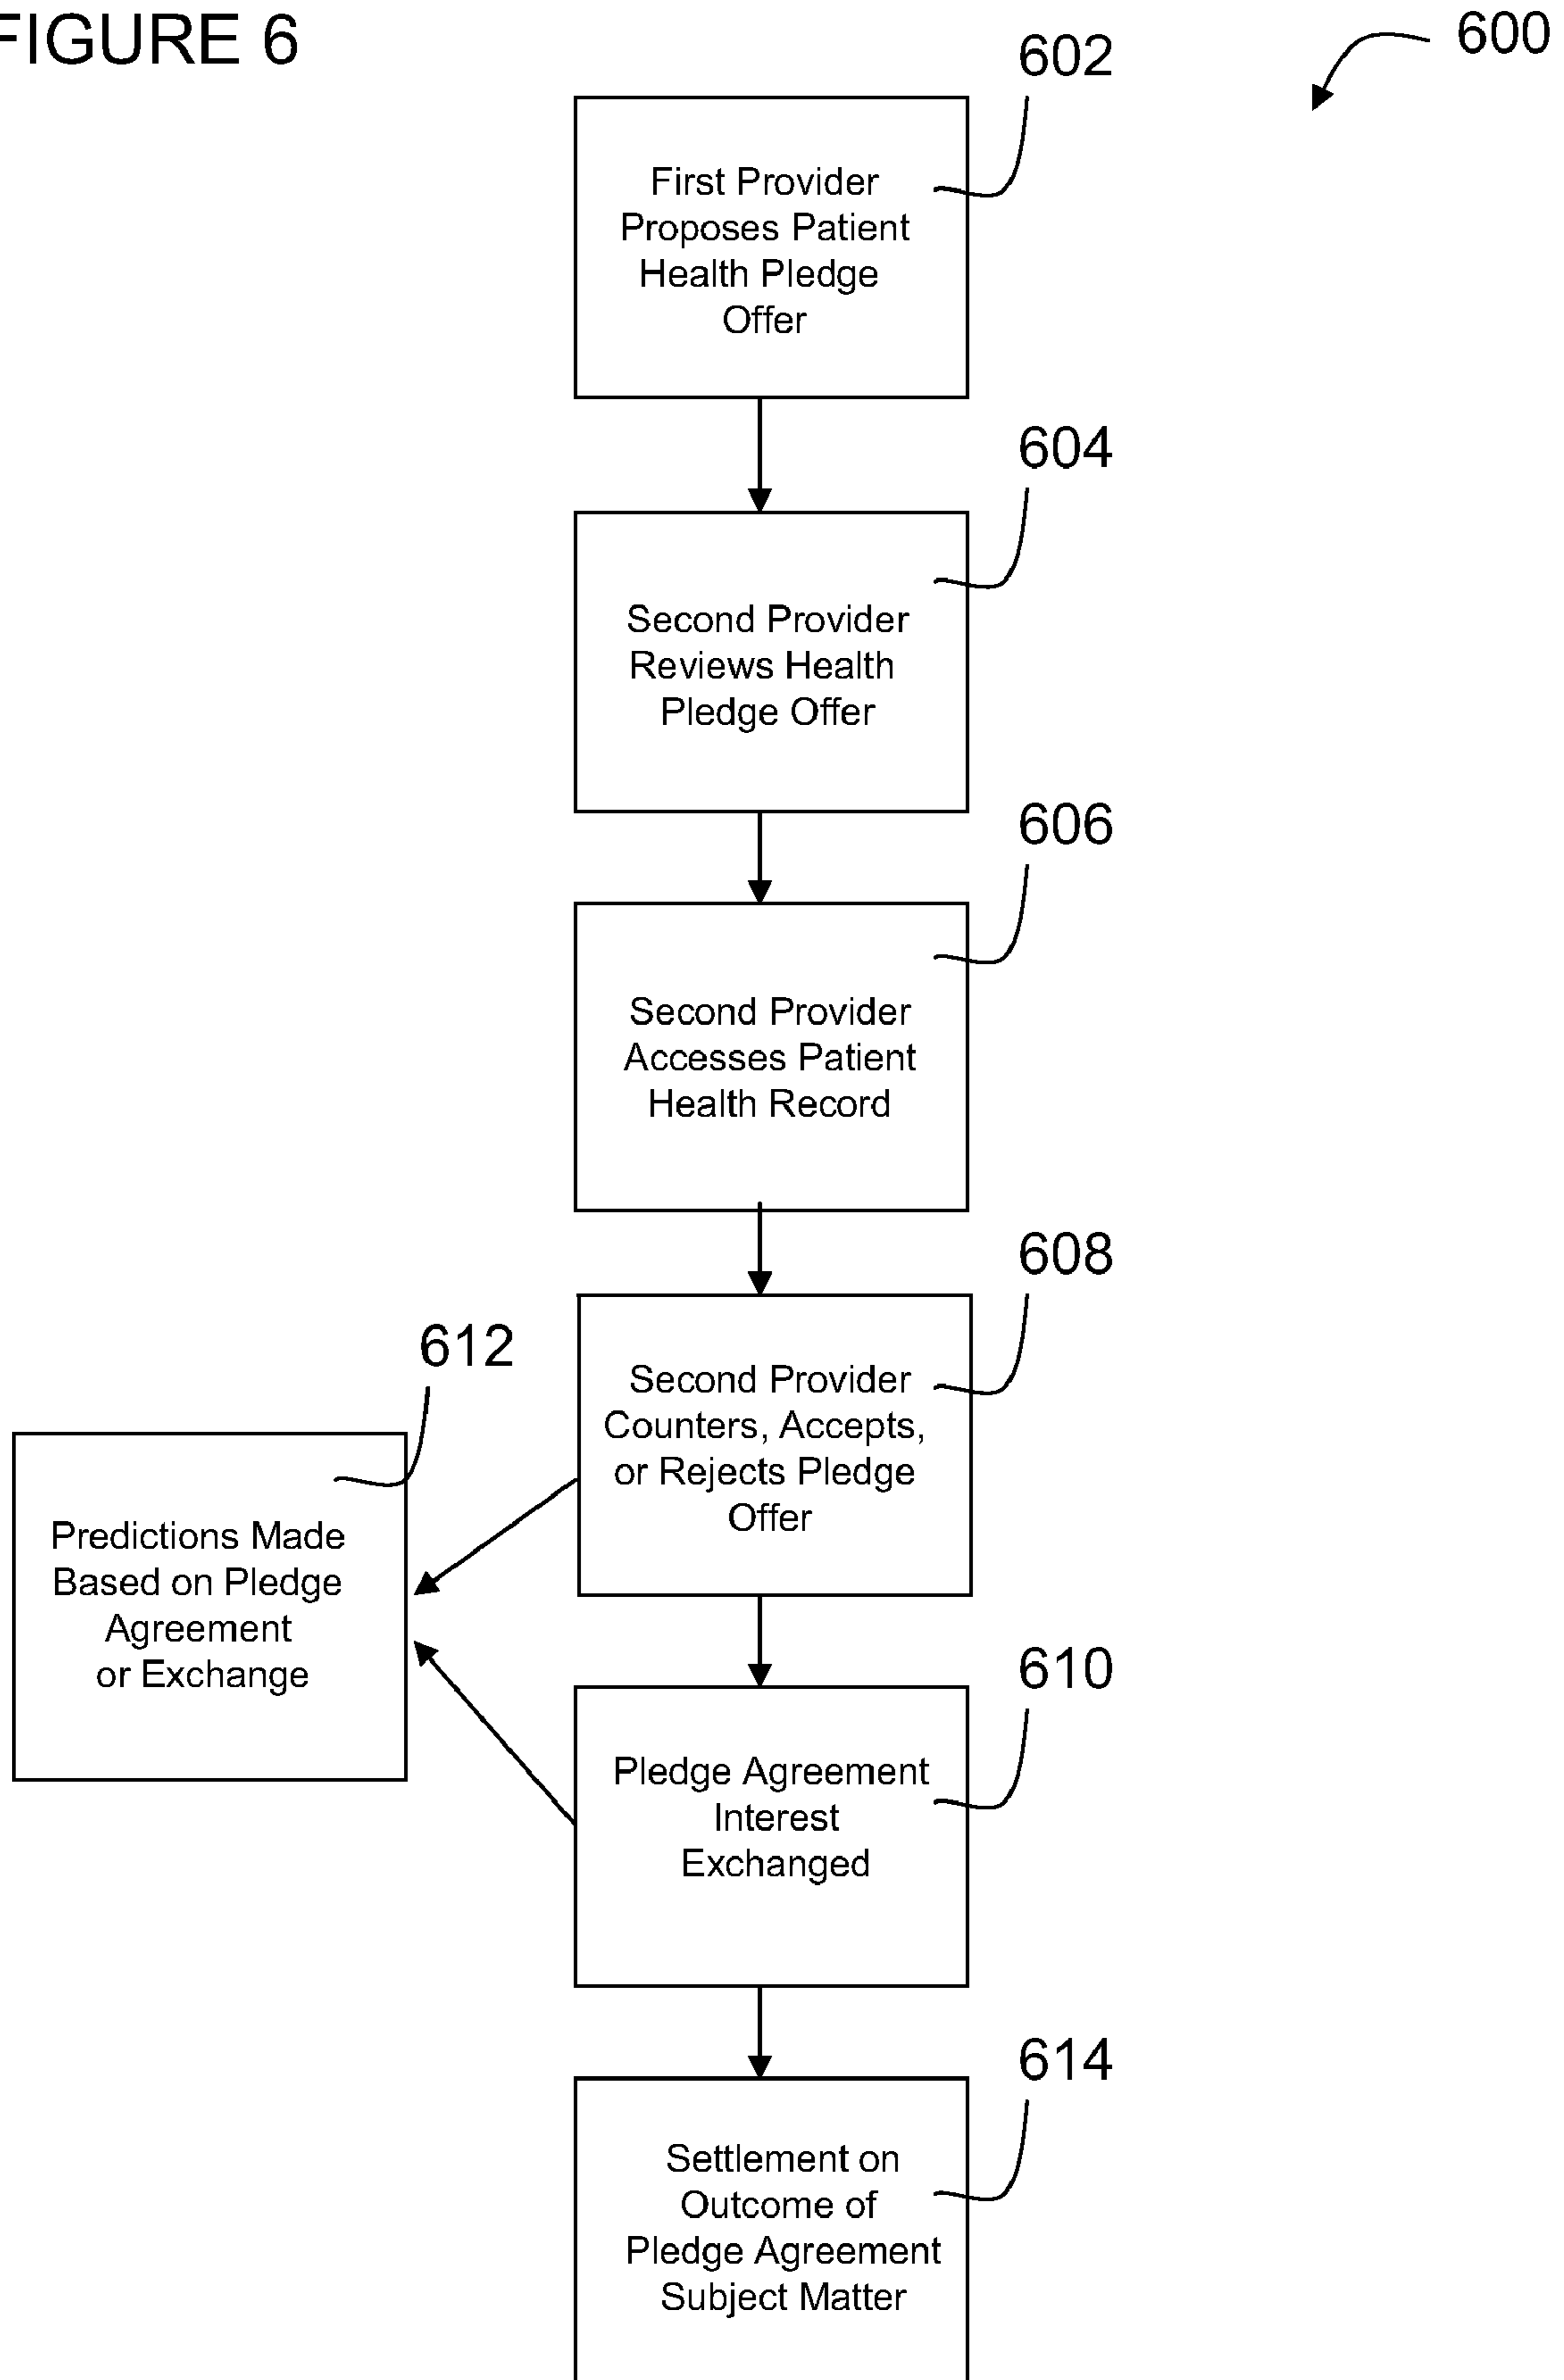 FIGURE 6
600
602
First Provider
Proposes Patient
Health Pledge
Offer
604
Second Provider
Reviews Health
Pledge Offer
606
Second Provider
Accesses Patient
Health Record
608
Second Provider
Counters, Accepts,
or Rejects Pledge
Offer
612
Predictions Made
Based on Pledge
Agreement
or Exchange
610
Pledge Agreement
Interest
Exchanged
614
Settlement on
Outcome of
Pledge Agreement
Subject Matter